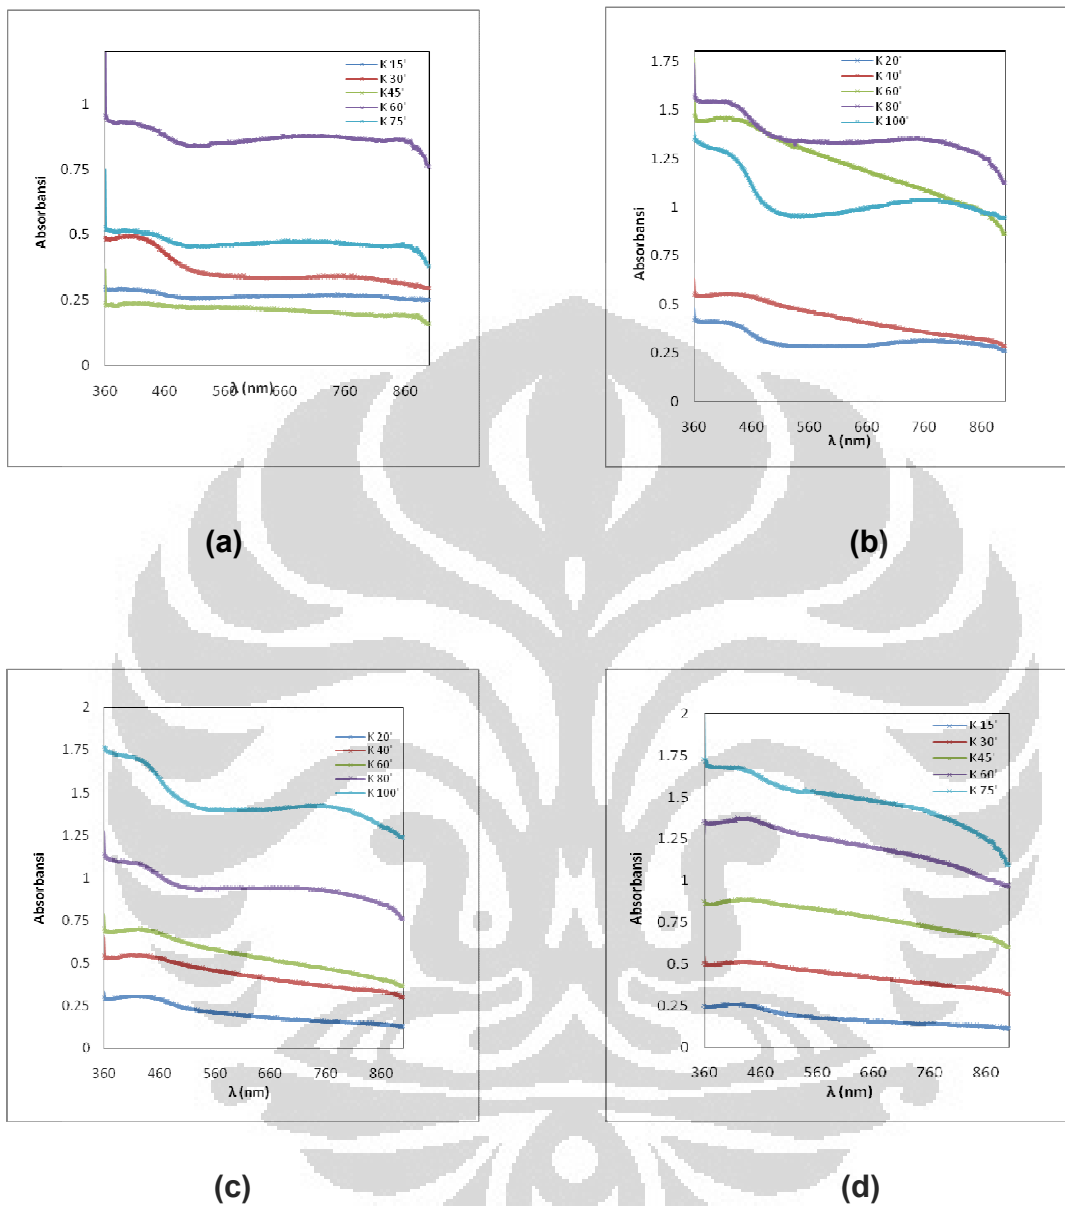 K 15'
K 30'
K45'
K 60'
K 75'
1
0.75
0.5
0.25
0
Absorbansi
360 460 560 660 760 860
λ (nm)
(a)
K 20'
K 40'
K 60'
K 80'
K 100'
1.75
1.5
1.25
1
0.75
0.5
0.25
0
Absorbansi
360 460 560 660 760 860
λ (nm)
(b)
K 20'
K 40'
K 60'
K 80'
K 100'
2
1.75
1.5
1.25
1
0.75
0.5
0.25
0
Absorbansi
360 460 560 660 760 860
λ (nm)
(c)
K 15'
K 30'
K45
K 60'
K 75'
2
1.75
1.5
1.25
1
0.75
0.5
0.25
0
Absorbansi
360 460 560 660 760 860
λ (nm)
(d)